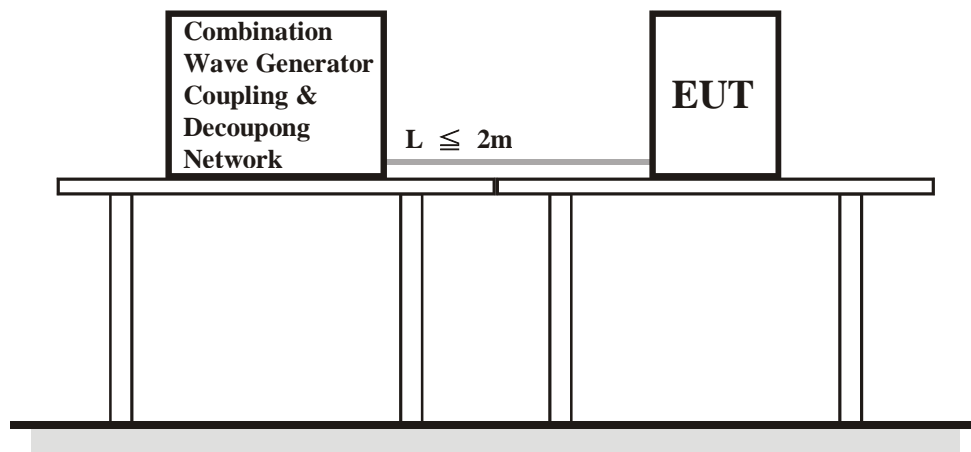 Combination
Wave Generator
Coupling &
Decoupong
Network
L ≦ 2m
EUT